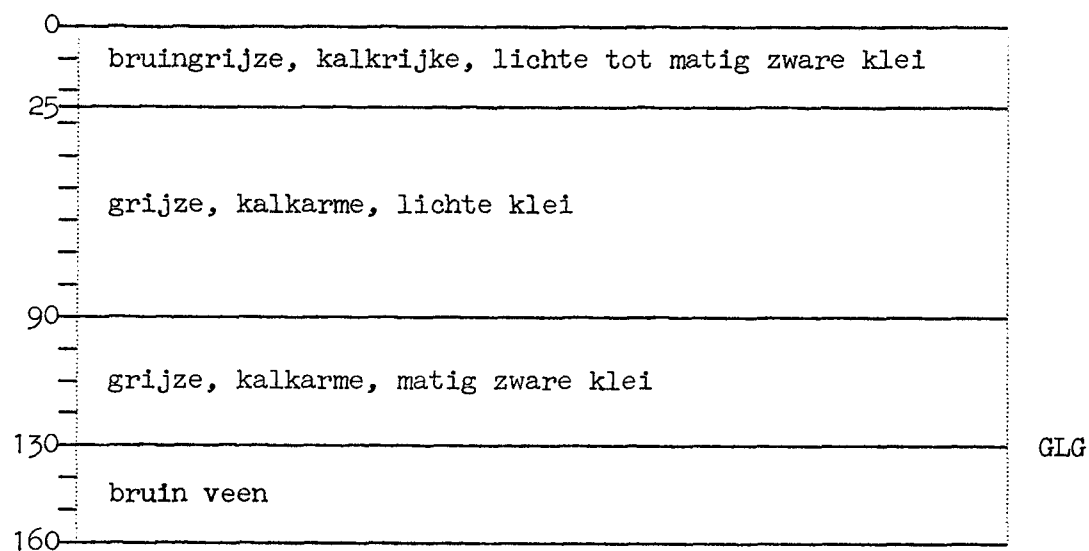 0
bruingrijze, kalkrijke, lichte tot matig zware klei
25
grijze, kalkarme, lichte klei
90
grijze, kalkarme, matig zware klei
130
GLG
bruin veen
160